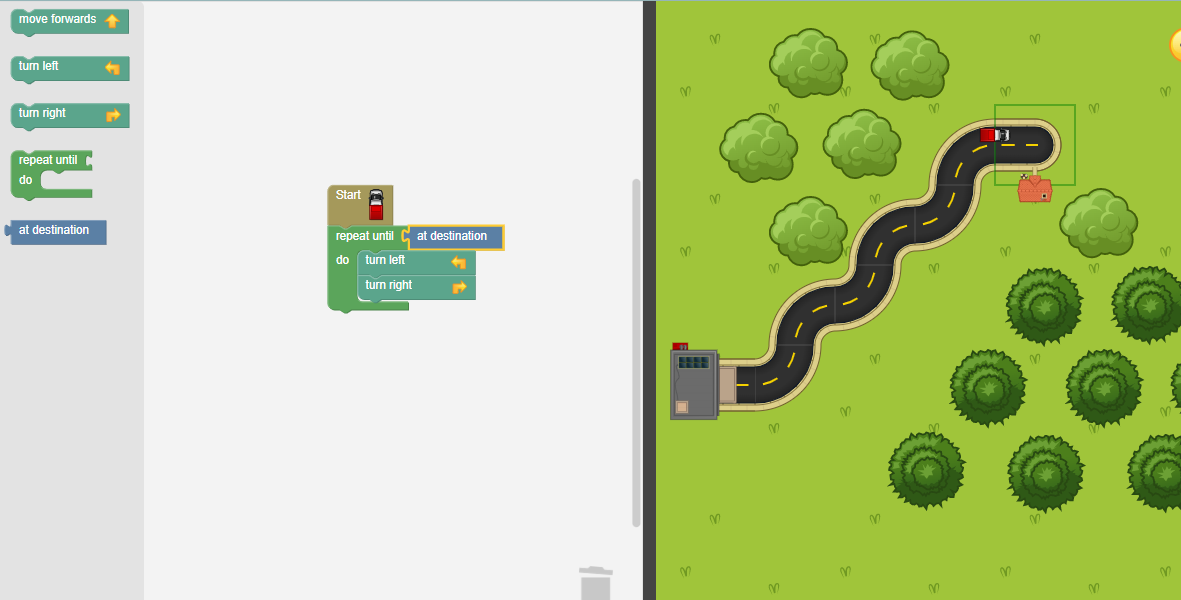 move forwards
turn left
turn right
repeat until
do
at destination
Start
repeat until at destination
do turn left
turn right